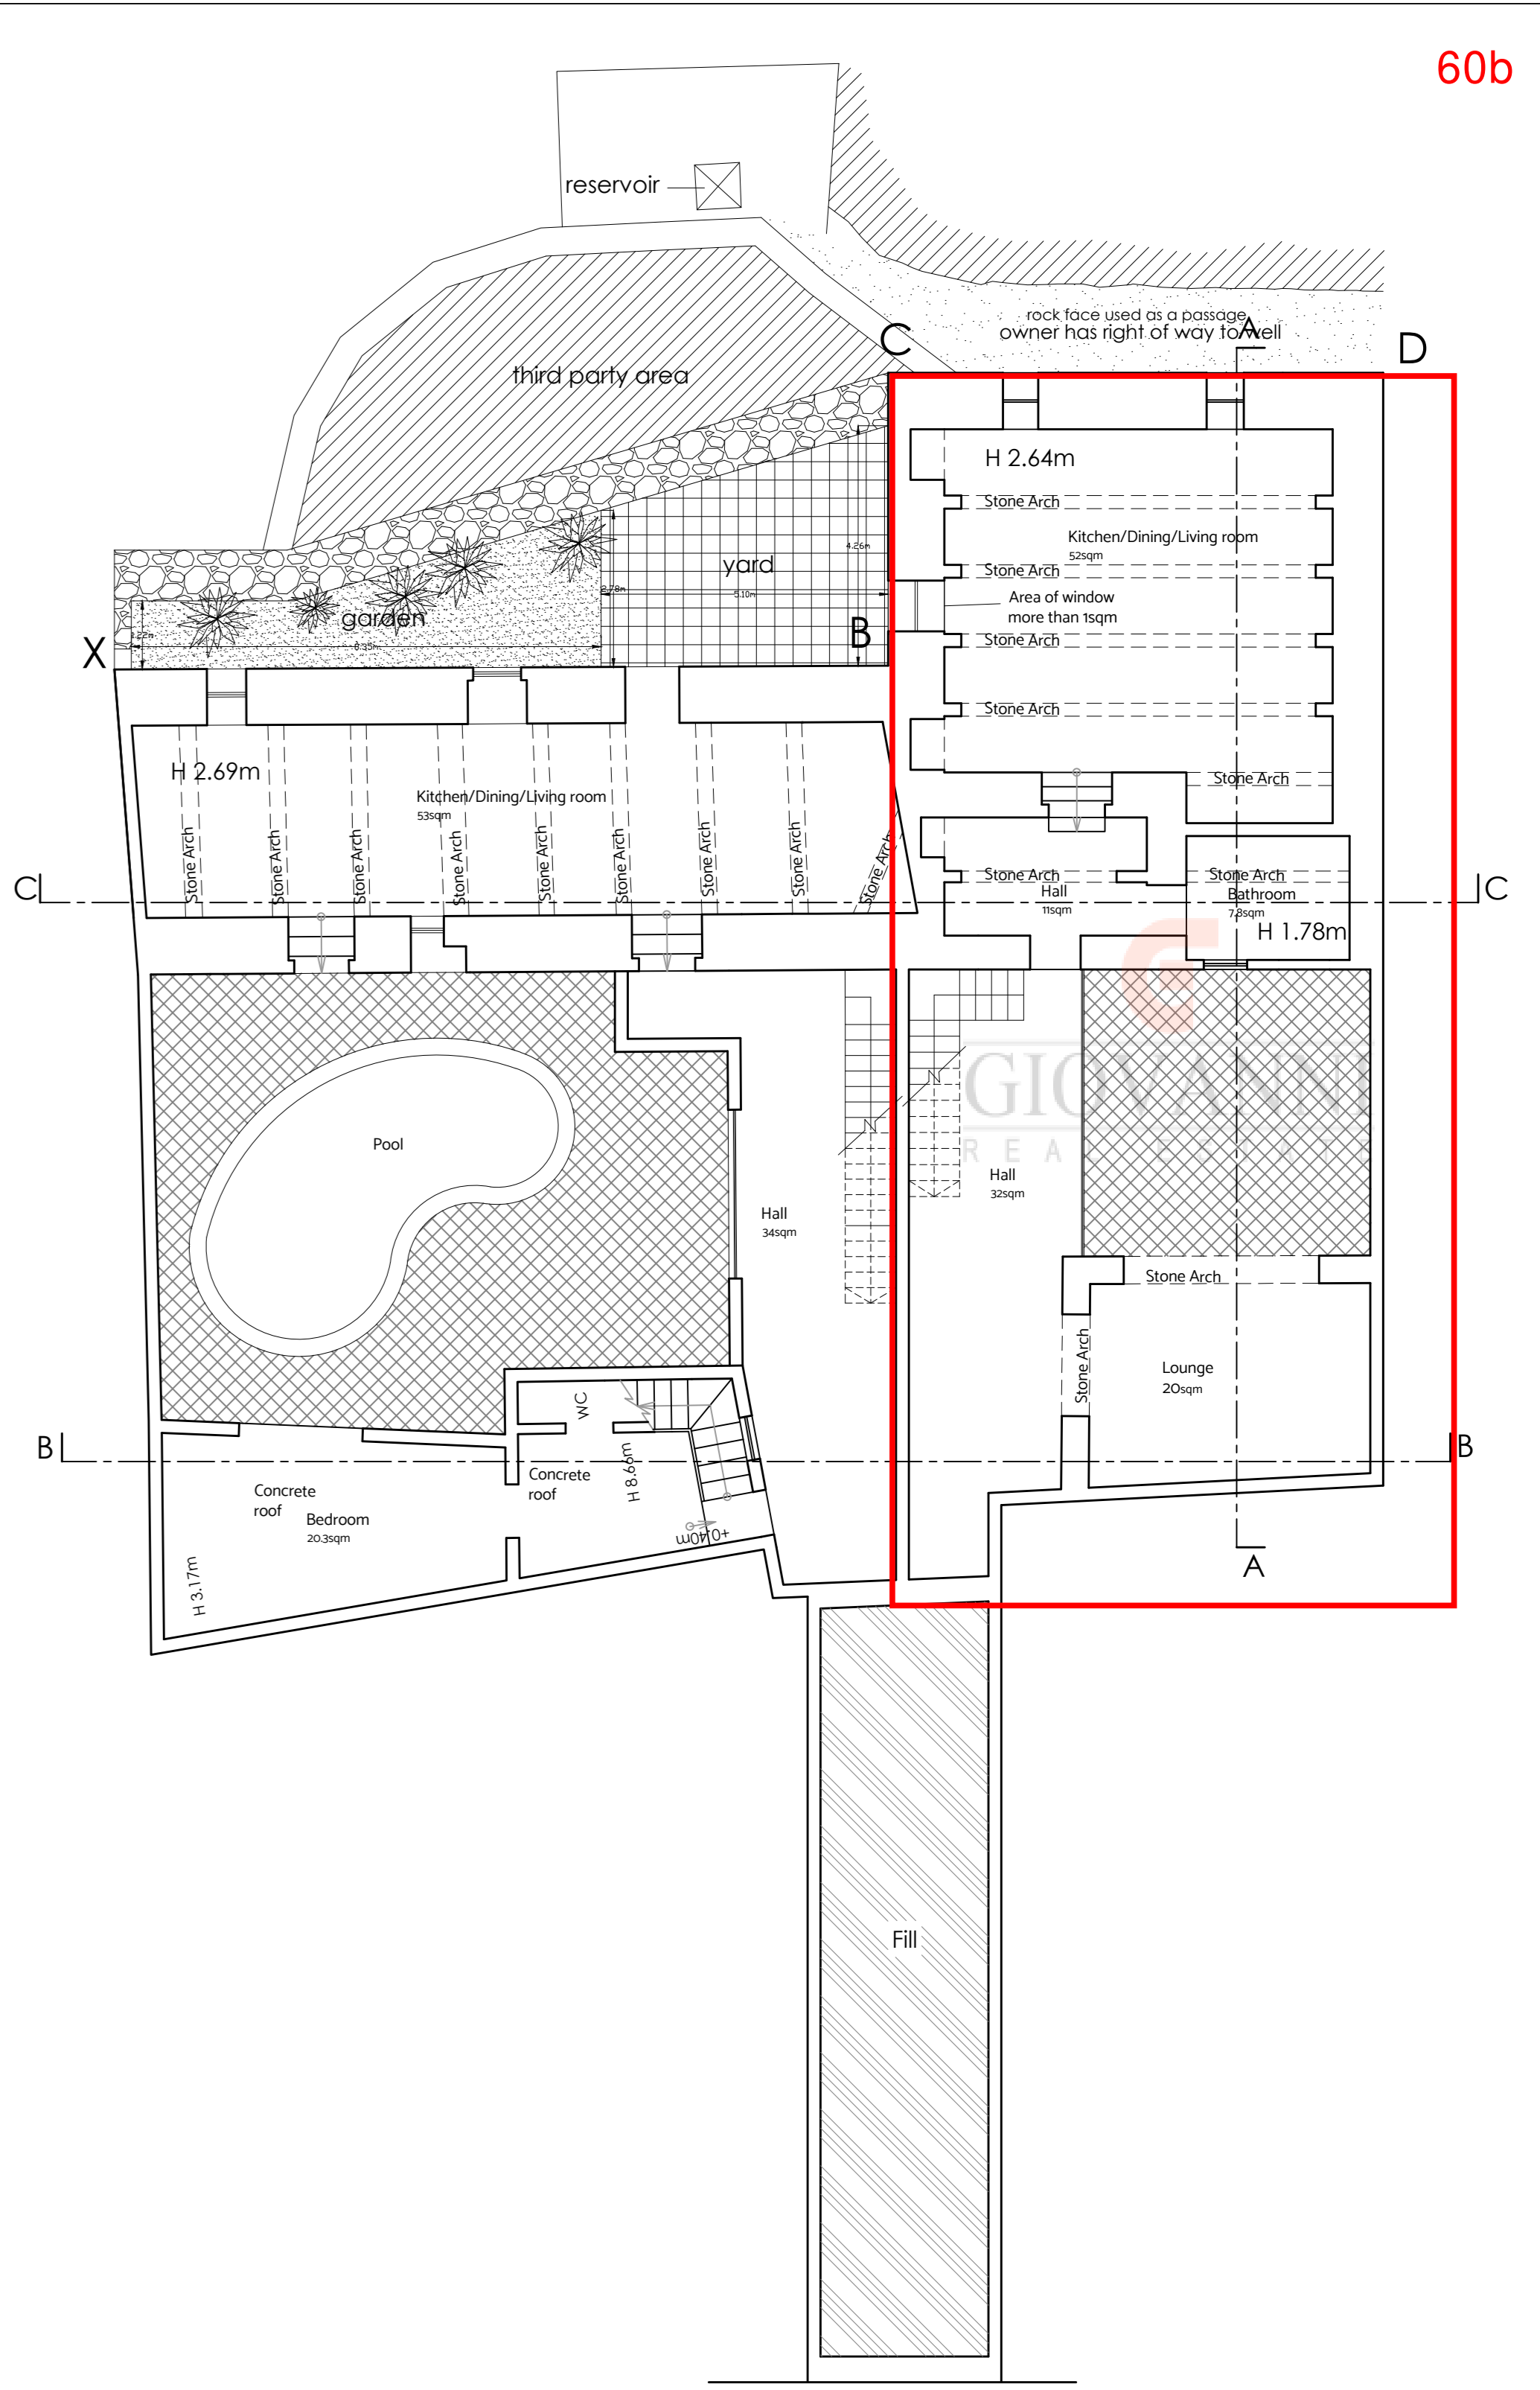 60b
reservoir
rock face used as a passage
owner has right of way to well
A
C
D
third party area
H 2.64m
Stone Arch
Kitchen/Dining/Living room
52sqm
4.26m
yard
Stone Arch
2.78m
5.10m
Area of window
more than 1sqm
garden
B
Stone Arch
1.22m
8.35m
X
Stone Arch
H 2.69m
Stone Arch
Kitchen/Dining/Living room
53sqm
Stone Arch
Stone Arch
Stone Arch
Stone Arch
Stone Arch
Stone Arch
Stone Arch
Stone Arch
Stone Arch
Stone Arch
Hall
11sqm
Stone Arch
Bathroom
7.8sqm
C
C
H 1.78m
GIOVANNI
REAL ESTATE
Pool
Hall
32sqm
Hall
34sqm
Stone Arch
Stone Arch
Lounge
20sqm
WC
B
B
H 8.66m
Concrete
roof
Concrete
roof
Bedroom
20.3sqm
+0.40m
H 3.17m
A
Fill